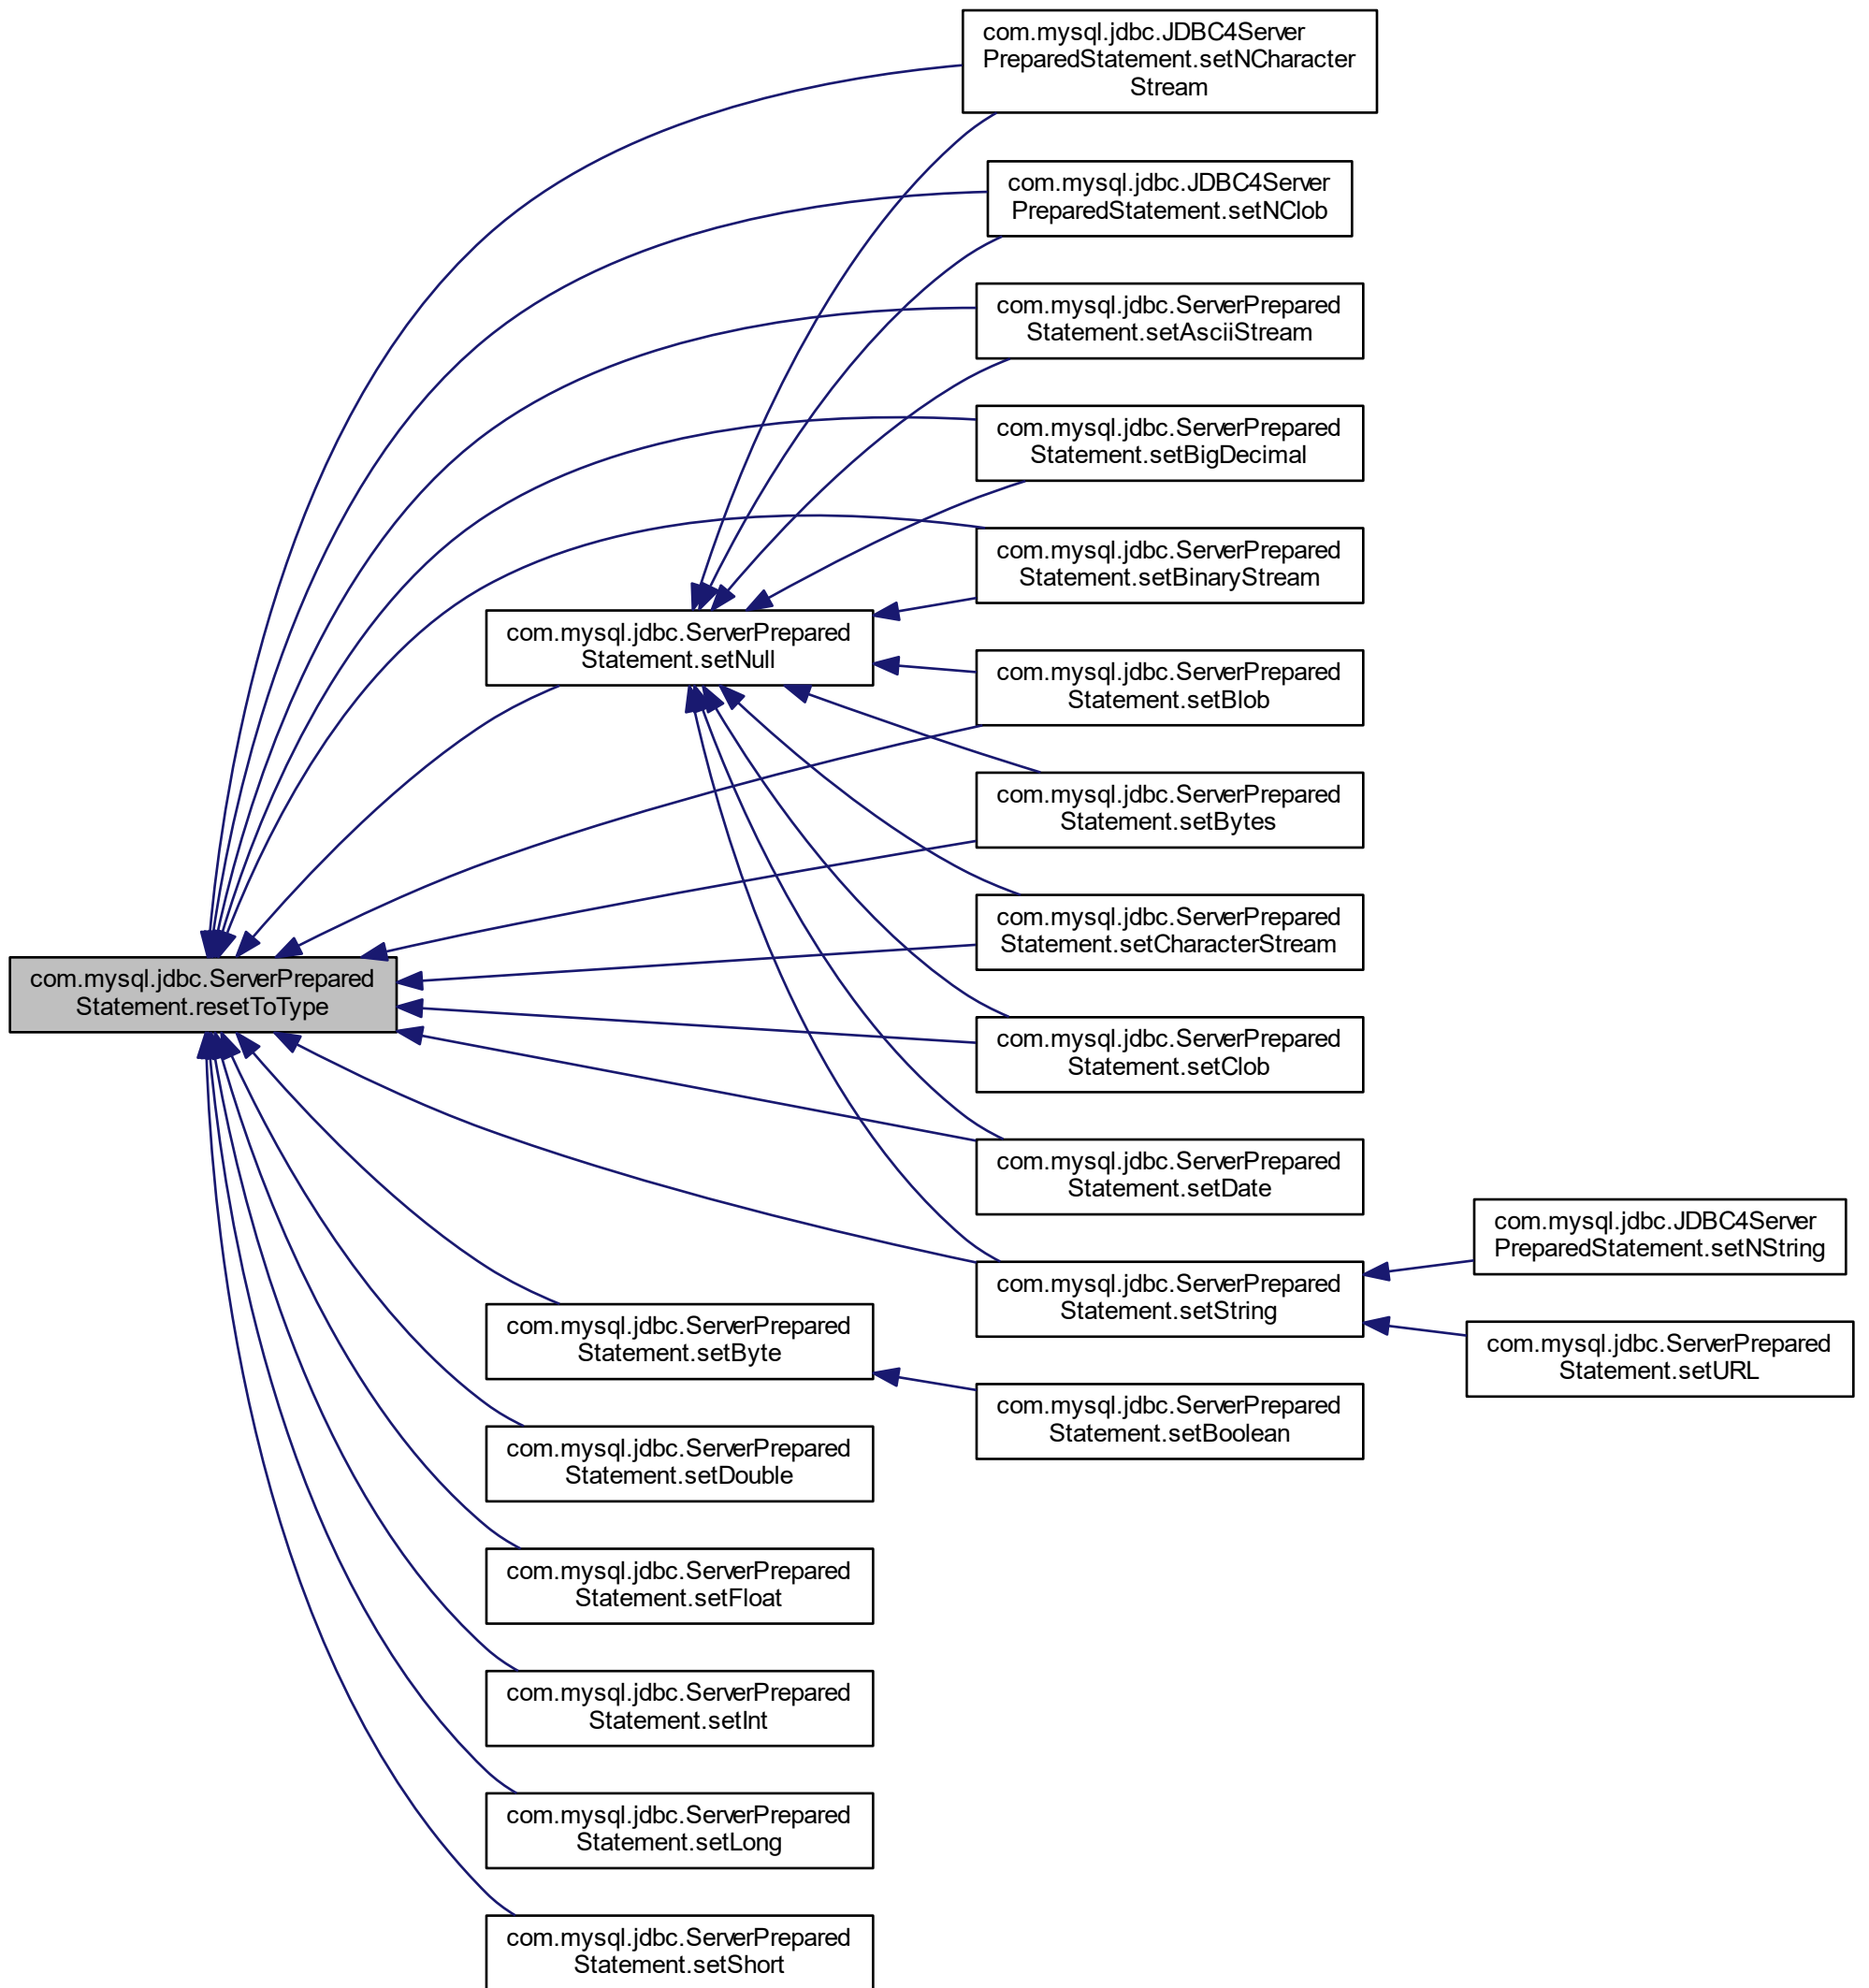 com.mysql.jdbc.JDBC4Server
PreparedStatement.setNCharacter
Stream
com.mysql.jdbc.JDBC4Server
PreparedStatement.setNClob
com.mysql.jdbc.ServerPrepared
Statement.setAsciiStream
com.mysql.jdbc.ServerPrepared
Statement.setBigDecimal
com.mysql.jdbc.ServerPrepared
Statement.setBinaryStream
com.mysql.jdbc.ServerPrepared
Statement.setNull
com.mysql.jdbc.ServerPrepared
Statement.setBlob
com.mysql.jdbc.ServerPrepared
Statement.setBytes
com.mysql.jdbc.ServerPrepared
Statement.setCharacterStream
com.mysql.jdbc.ServerPrepared
Statement.resetToType
com.mysql.jdbc.ServerPrepared
Statement.setClob
com.mysql.jdbc.ServerPrepared
Statement.setDate
com.mysql.jdbc.JDBC4Server
PreparedStatement.setNString
com.mysql.jdbc.ServerPrepared
Statement.setString
com.mysql.jdbc.ServerPrepared
Statement.setURL
com.mysql.jdbc.ServerPrepared
Statement.setByte
com.mysql.jdbc.ServerPrepared
Statement.setBoolean
com.mysql.jdbc.ServerPrepared
Statement.setDouble
com.mysql.jdbc.ServerPrepared
Statement.setFloat
com.mysql.jdbc.ServerPrepared
Statement.setInt
com.mysql.jdbc.ServerPrepared
Statement.setLong
com.mysql.jdbc.ServerPrepared
Statement.setShort